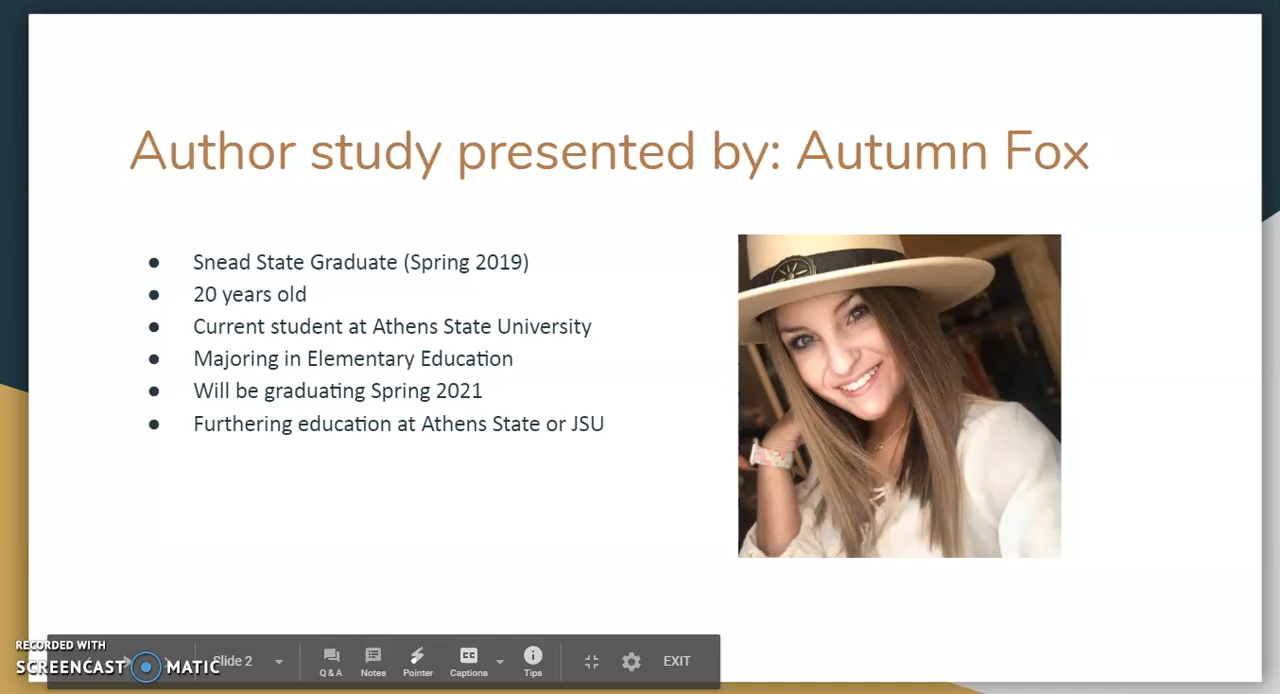 Author study presented by: Autumn Fox
● Snead State Graduate (Spring 2019)
● 20 years old
● Current student at Athens State University
● Majoring in Elementary Education
● Will be graduating Spring 2021
● Furthering education at Athens State or JSU
RECORDED WITH
SCREENCAST MATIC
Slide 2
Q & A
Notes
Pointer
CC
Captions
Tips
EXIT